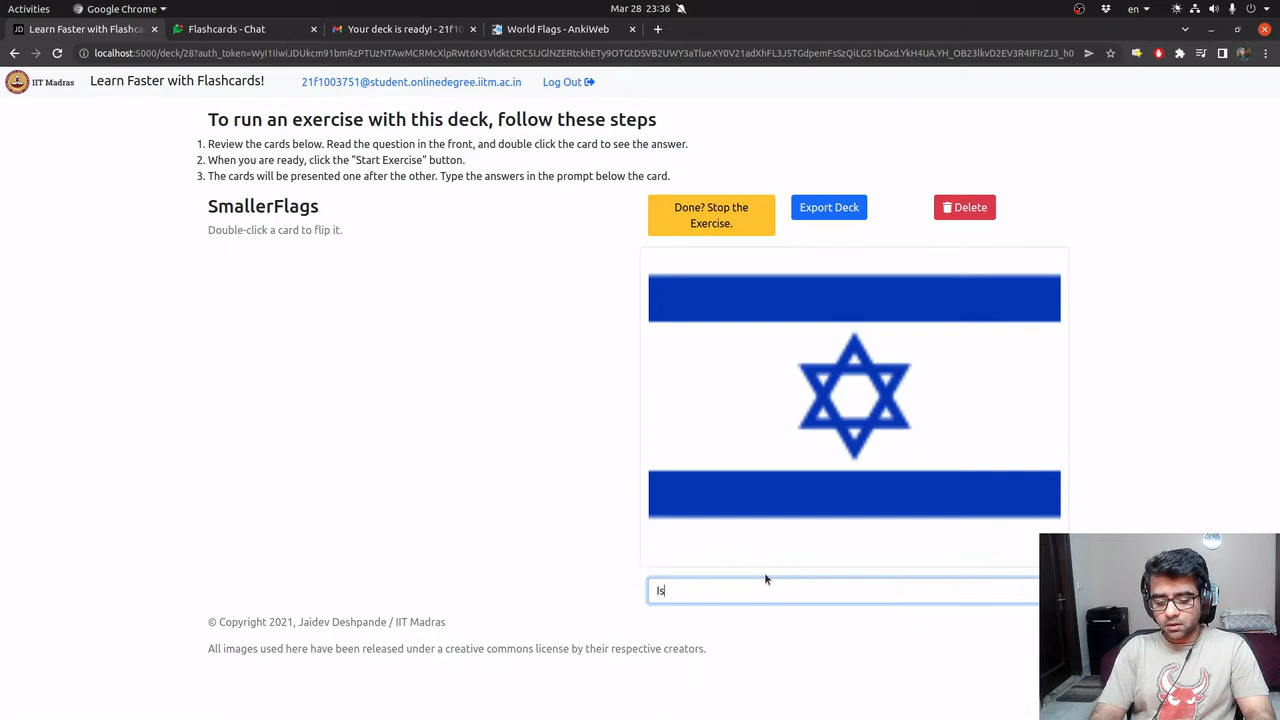 Activities
Google Chrome
Mar 28 23:36
en
Learn Faster with Flashca
Flashcards - Chat
Your deck is ready! - 21f10
World Flags - AnkiWeb
IIT Madras
Learn Faster with Flashcards!
21f1003751@student.onlinedegree.iitm.ac.in
Log Out
To run an exercise with this deck, follow these steps
1. Review the cards below. Read the question in the front, and double click the card to see the answer.
2. When you are ready, click the "Start Exercise" button.
3. The cards will be presented one after the other. Type the answers in the prompt below the card.
SmallerFlags
Done? Stop the
Exercise.
Export Deck
Delete
Double-click a card to flip it.
Is
© Copyright 2021, Jaidev Deshpande / IIT Madras
All images used here have been released under a creative commons license by their respective creators.